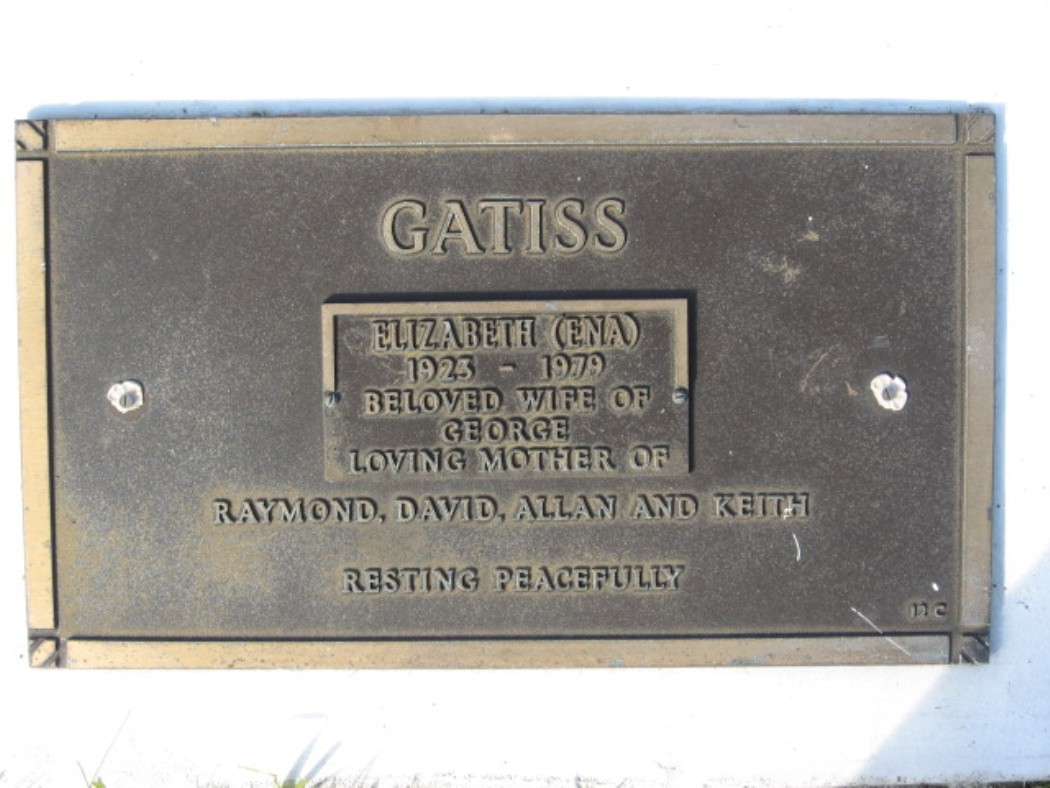 GATISS
ELIZABETH (ENA)
1923 - 1979
BELOVED WIFE OF
GEORGE
LOVING MOTHER OF
RAYMOND, DAVID, ALLAN AND KEITH
RESTING PEACEFULLY
12 C